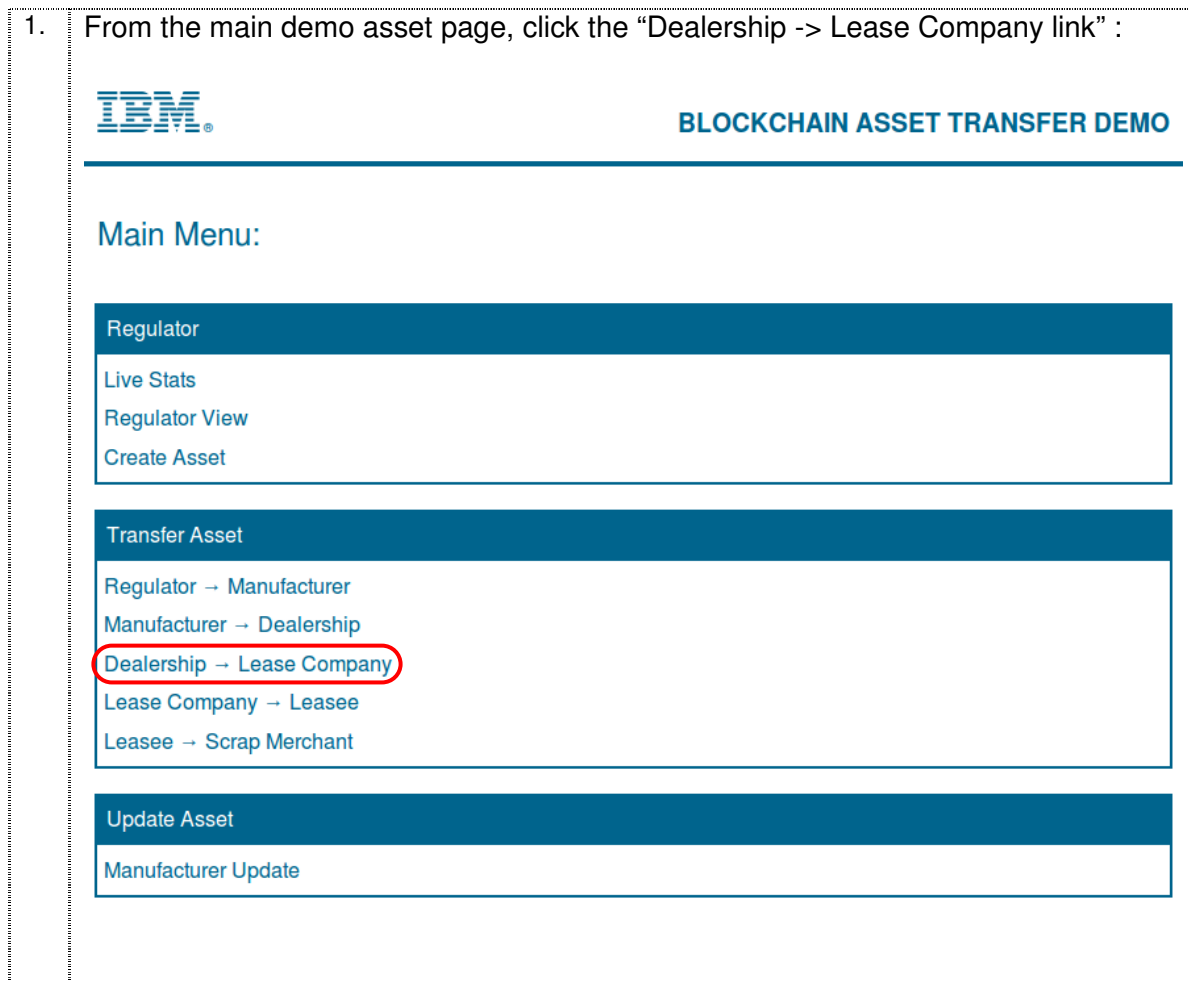 1. From the main demo asset page, click the “Dealership -> Lease Company link” :
IBM®
BLOCKCHAIN ASSET TRANSFER DEMO
Main Menu:
Regulator
Live Stats
Regulator View
Create Asset
Transfer Asset
Regulator → Manufacturer
Manufacturer → Dealership
Dealership → Lease Company
Lease Company → Leasee
Leasee → Scrap Merchant
Update Asset
Manufacturer Update